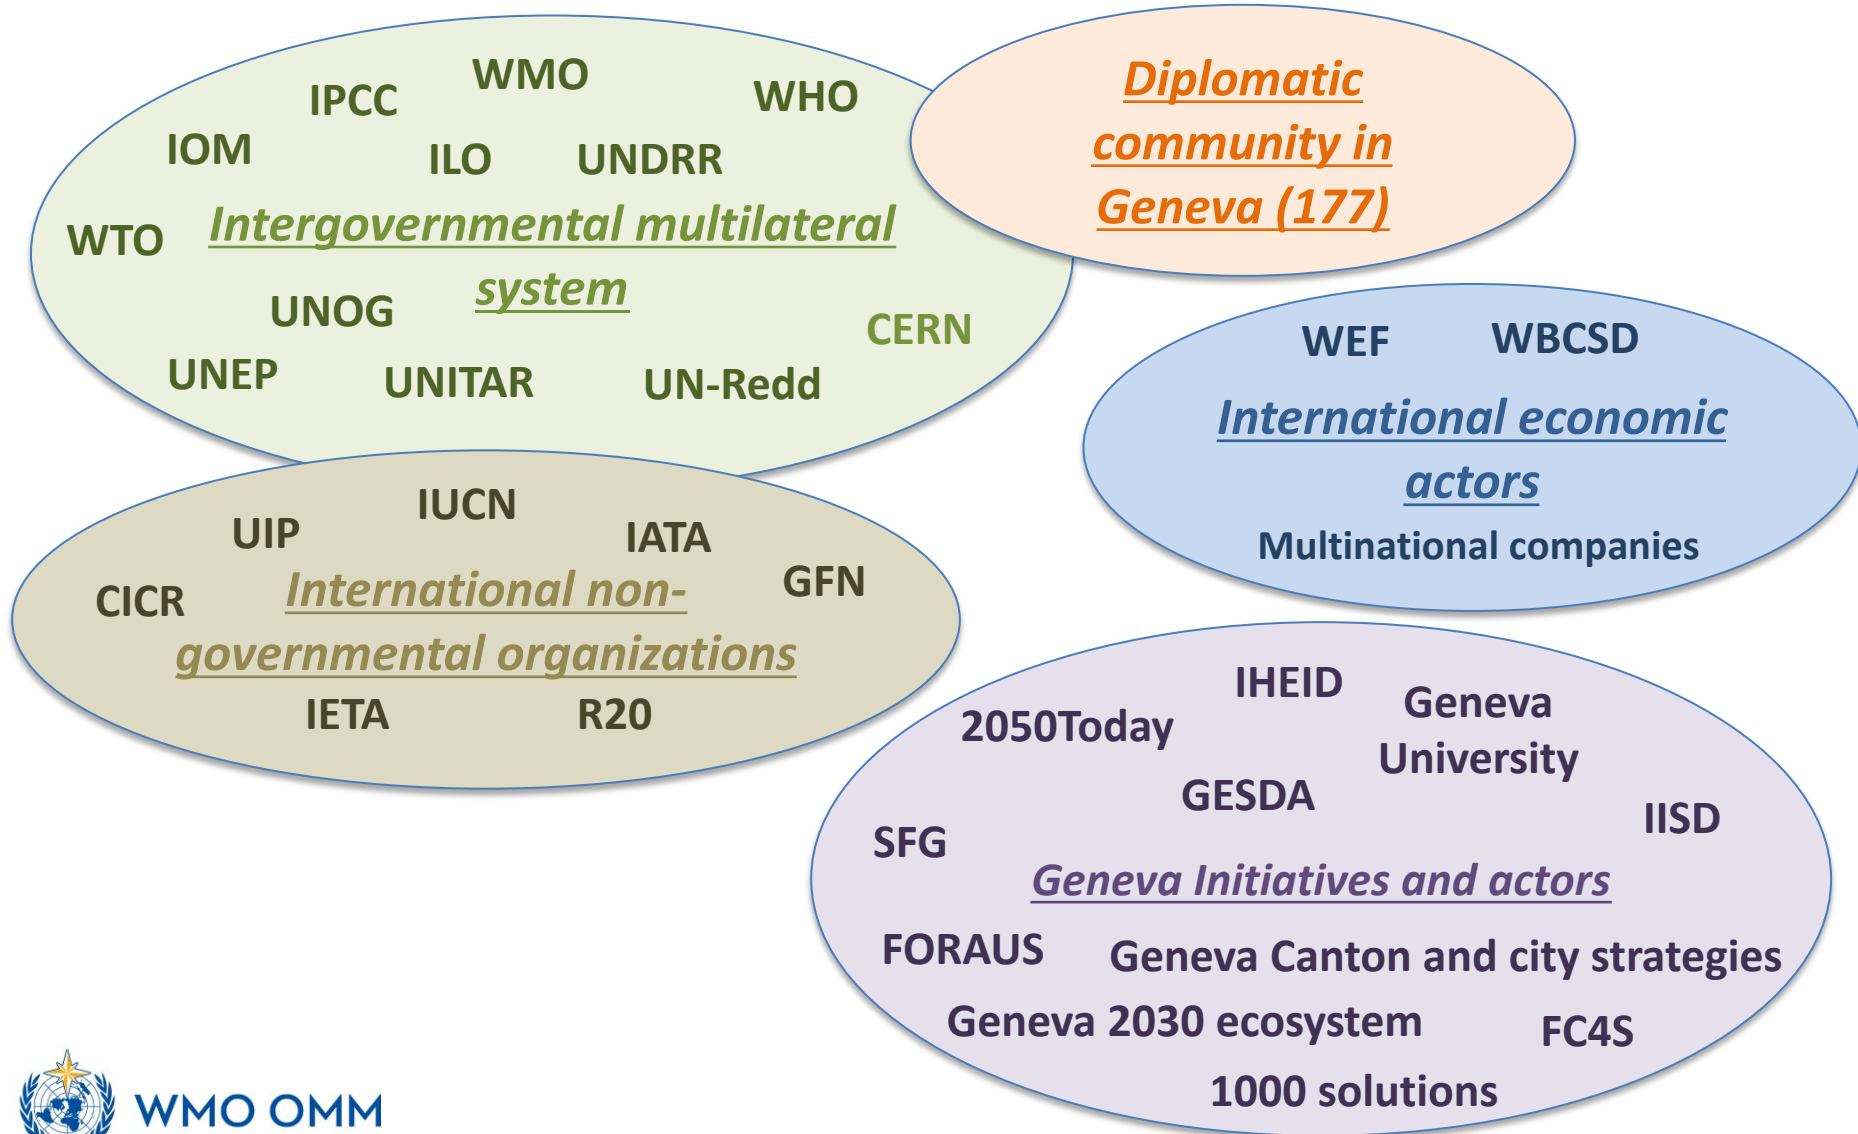 WMO
IPCC
WHO
IOM
ILO
UNDRR
WTO
Intergovernmental multilateral
system
UNOG
CERN
UNEP
UNITAR
UN-Redd
Diplomatic
community in
Geneva (177)
WEF
WBCSD
International economic
actors
Multinational companies
IUCN
UIP
IATA
CICR
GFN
International non-
governmental organizations
IETA
R20
IHEID
2050Today
Geneva
University
GESDA
IISD
SFG
Geneva Initiatives and actors
FORAUS
Geneva Canton and city strategies
Geneva 2030 ecosystem
FC4S
1000 solutions
WMO OMM